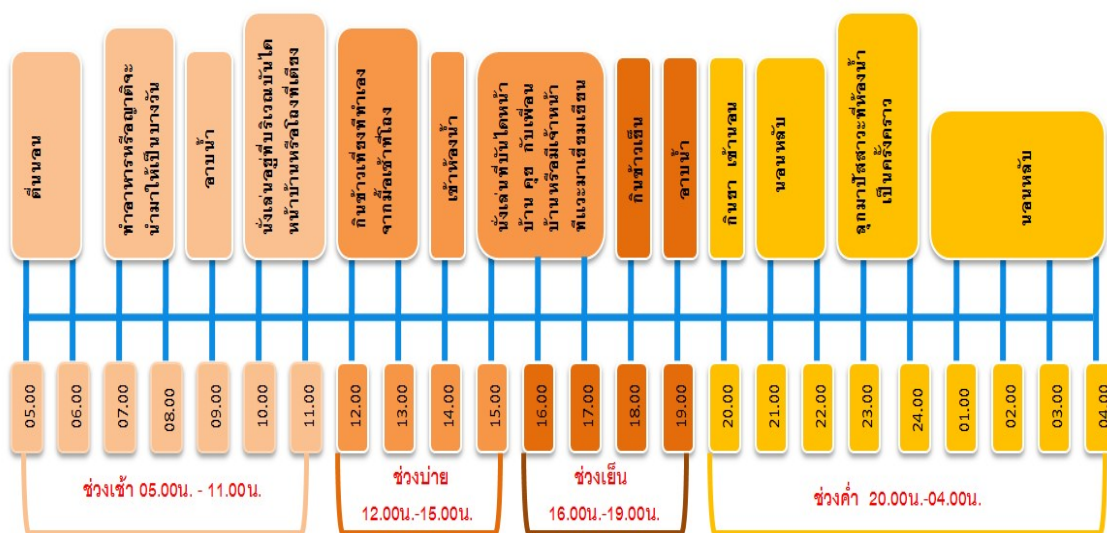 ตื่นนอน
ทำอาหารหรือญาติจะ
นำมาให้เป็นบางวัน
อาบน้ำ
นั่งเล่นอยู่ที่บริเวณบันได
หน้าบ้านหรือโถงที่เตียง
กินข้าวเที่ยงที่ทำเอง
จากมื้อเช้าที่โถง
เข้าห้องน้ำ
นั่งเล่นที่บันไดหน้า
บ้าน คุย กับเพื่อน
บ้านหรือมีเจ้าหน้า
ที่แวะมาเยี่ยมเยียน
กินข้าวเย็น
อาบน้ำ
กินยา เข้านอน
นอนหลับ
ลุกมาปัสสาวะที่ห้องน้ำ
เป็นครั้งคราว
นอนหลับ
05.00
06.00
07.00
08.00
09.00
10.00
11.00
12.00
13.00
14.00
15.00
16.00
17.00
18.00
19.00
20.00
21.00
22.00
23.00
24.00
01.00
02.00
03.00
04.00
ช่วงเช้า 05.00น. - 11.00น.
ช่วงบ่าย
12.00น.-15.00น.
ช่วงเย็น
16.00น.-19.00น.
ช่วงค่ำ 20.00น.-04.00น.